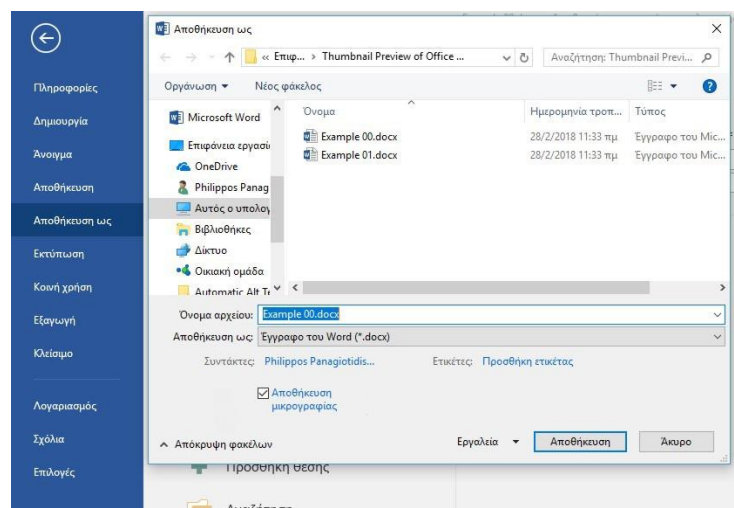 Αποθήκευση ως
« Επιφ... › Thumbnail Preview of Office ...
Αναζήτηση: Thumbnail Previ...
Οργάνωση
Νέος φάκελος
Πληροφορίες
Δημιουργία
Άνοιγμα
Αποθήκευση
Αποθήκευση ως
Εκτύπωση
Κοινή χρήση
Εξαγωγή
Κλείσιμο
Λογαριασμός
Σχόλια
Επιλογές
Microsoft Word
Επιφάνεια εργασί
OneDrive
Philippos Panag
Αυτός ο υπολογ
Βιβλιοθήκες
Δίκτυο
Οικιακή ομάδα
Automatic Alt Te
Όνομα Ημερομηνία τροπ... Τύπος
Example 00.docx 28/2/2018 11:33 πμ Έγγραφο του Mic...
Example 01.docx 28/2/2018 11:33 πμ Έγγραφο του Mic...
Όνομα αρχείου: Example 00.docx
Αποθήκευση ως: Έγγραφο του Word (*.docx)
Συντάκτες: Philippos Panagiotidis... Ετικέτες: Προσθήκη ετικέτας
Αποθήκευση
μικρογραφίας
Απόκρυψη φακέλων Εργαλεία Αποθήκευση Άκυρο
Προσθήκη θέσης